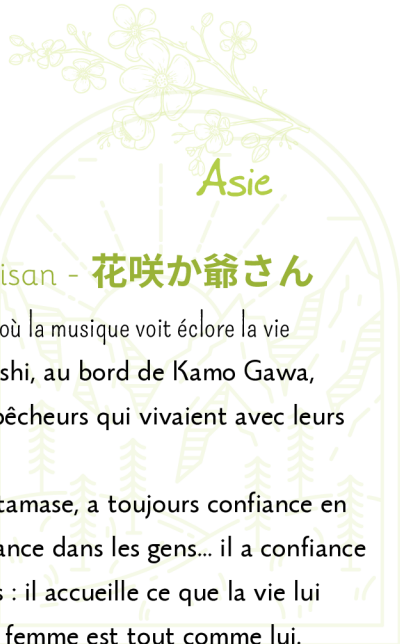 Asie
isan - 花咲か爺さん
où la musique voit éclore la vie
shi, au bord de Kamo Gawa,
pêcheurs qui vivaient avec leurs
tamase, a toujours confiance en
ance dans les gens... il a confiance
s : il accueille ce que la vie lui
femme est tout comme lui.